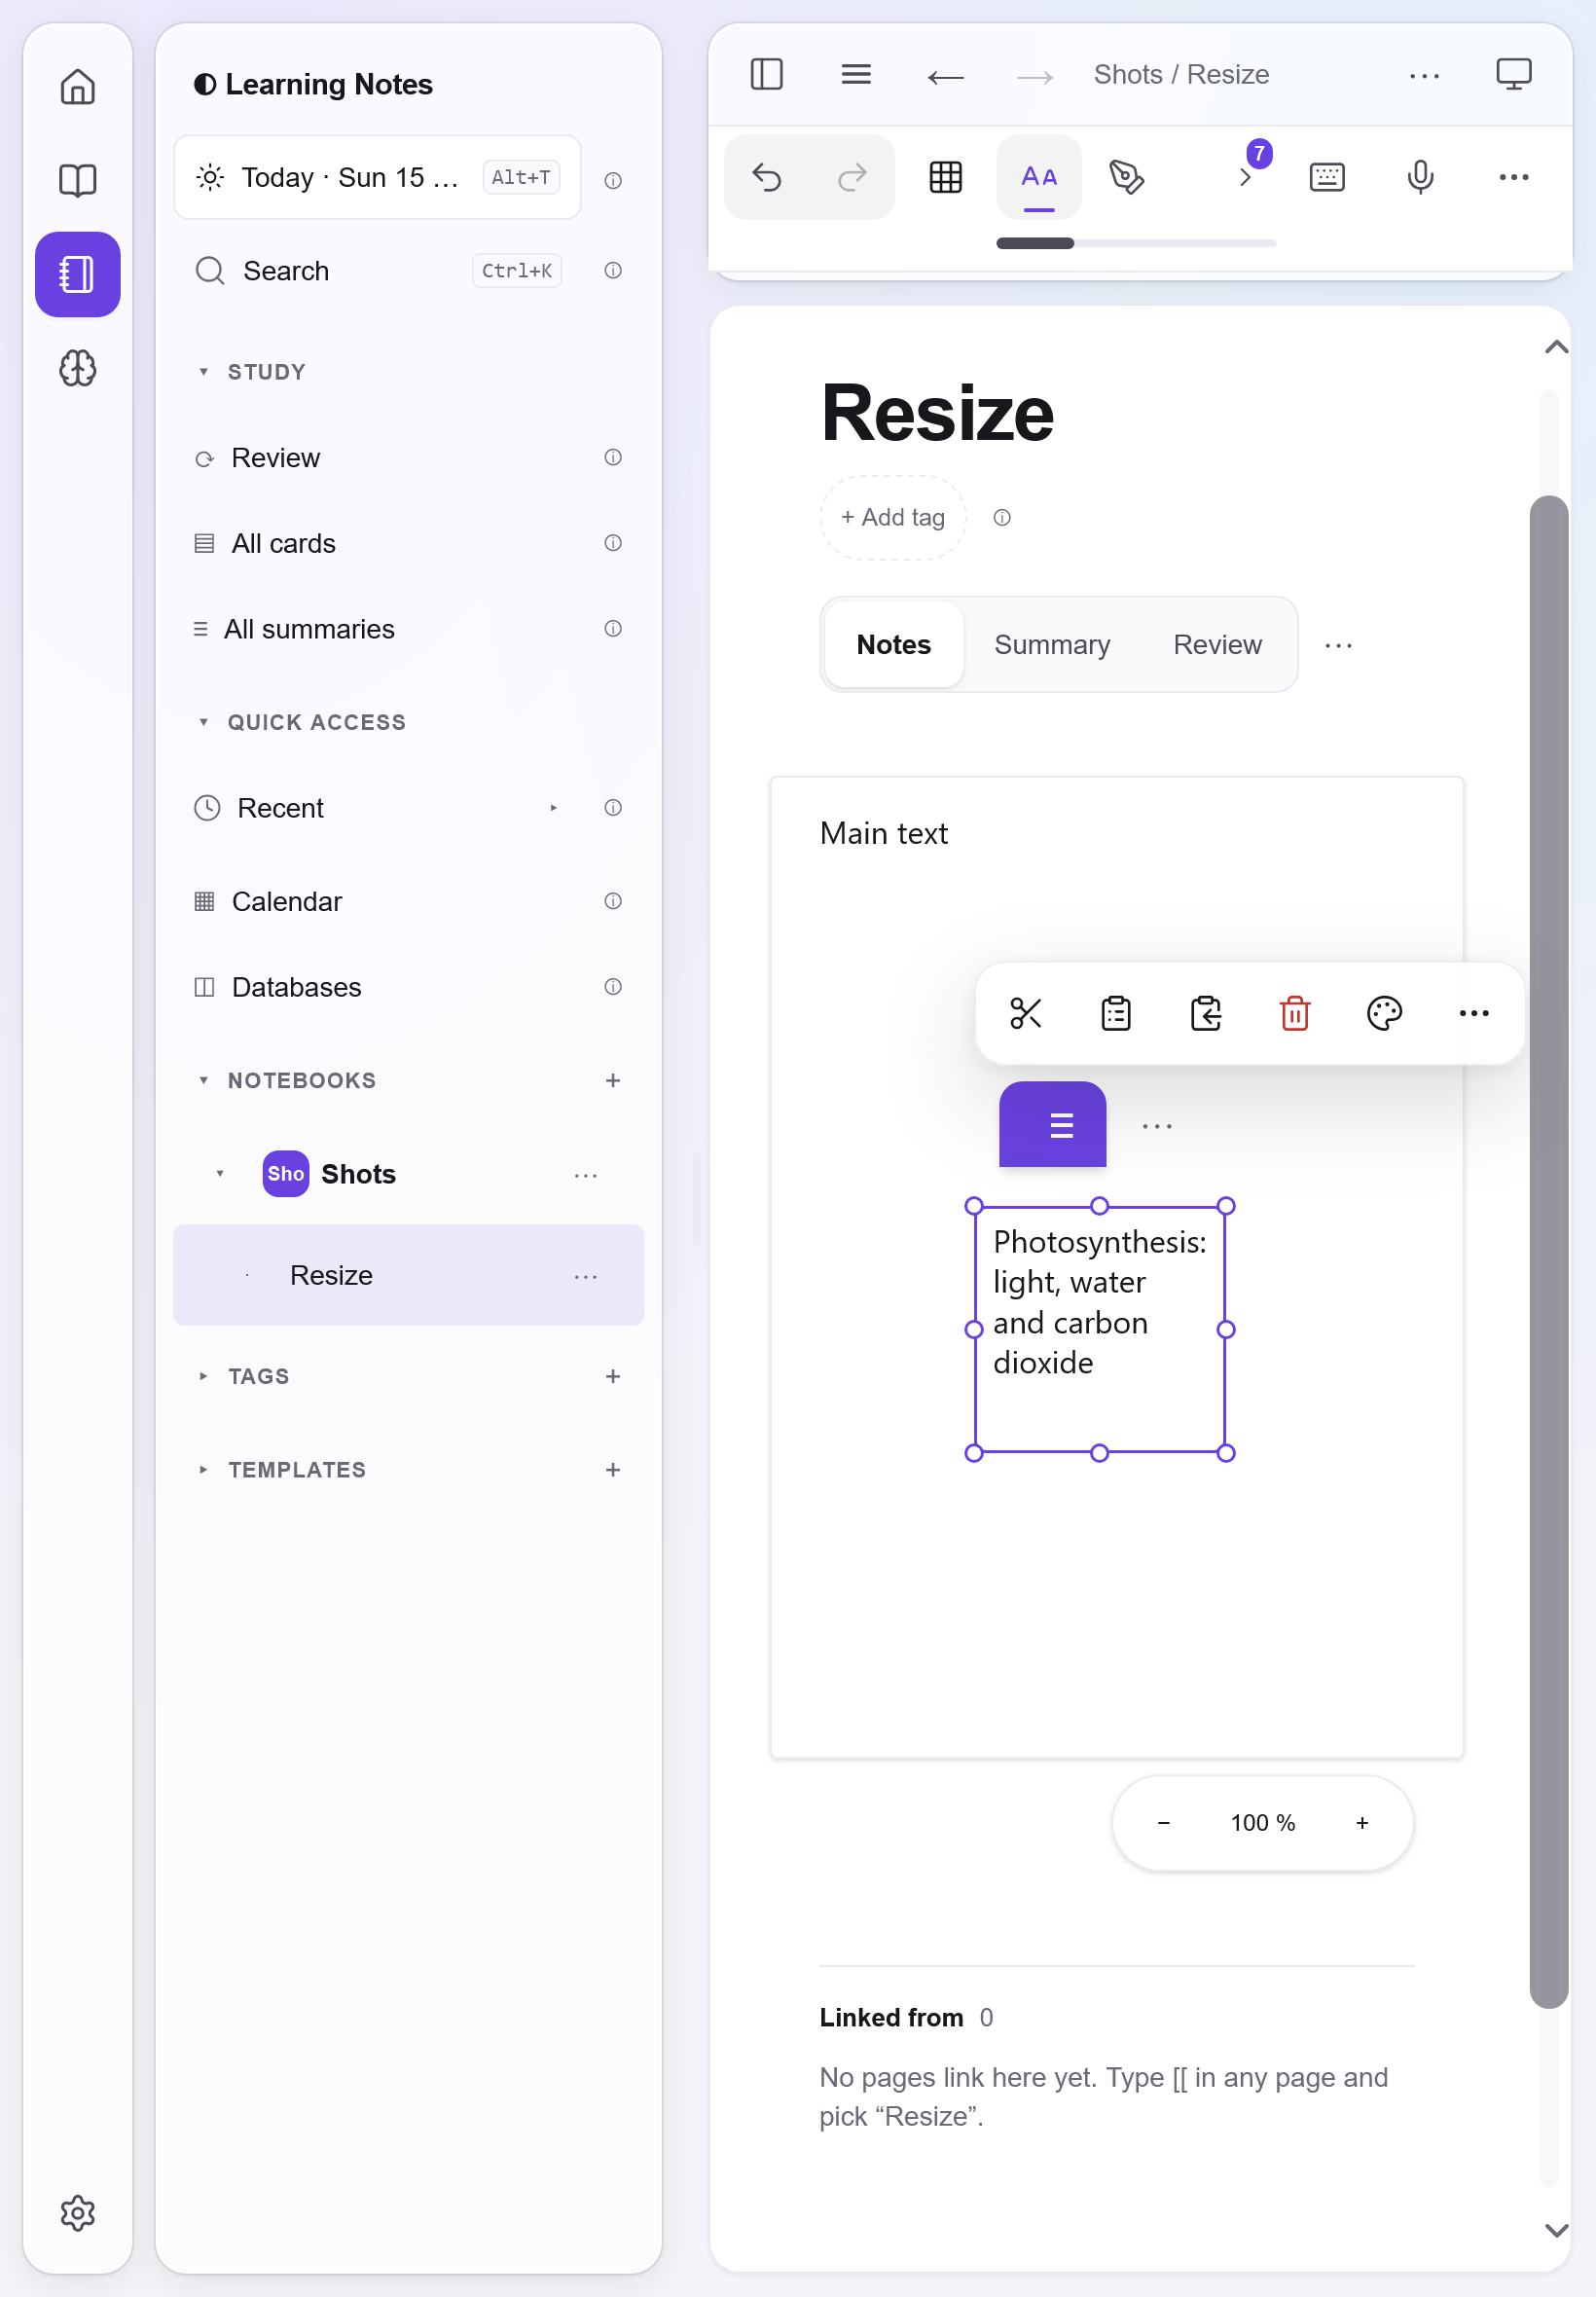 Learning Notes
Today · Sun 15 ... Alt+T
Search Ctrl+K
STUDY
Review
All cards
All summaries
QUICK ACCESS
Recent
Calendar
Databases
NOTEBOOKS +
Sho Shots ...
Resize ...
TAGS +
TEMPLATES +
Shots / Resize ...
AA
7
Resize
+ Add tag
Notes Summary Review ...
Main text
Photosynthesis:
light, water
and carbon
dioxide
− 100 % +
Linked from 0
No pages link here yet. Type [[ in any page and
pick “Resize”.